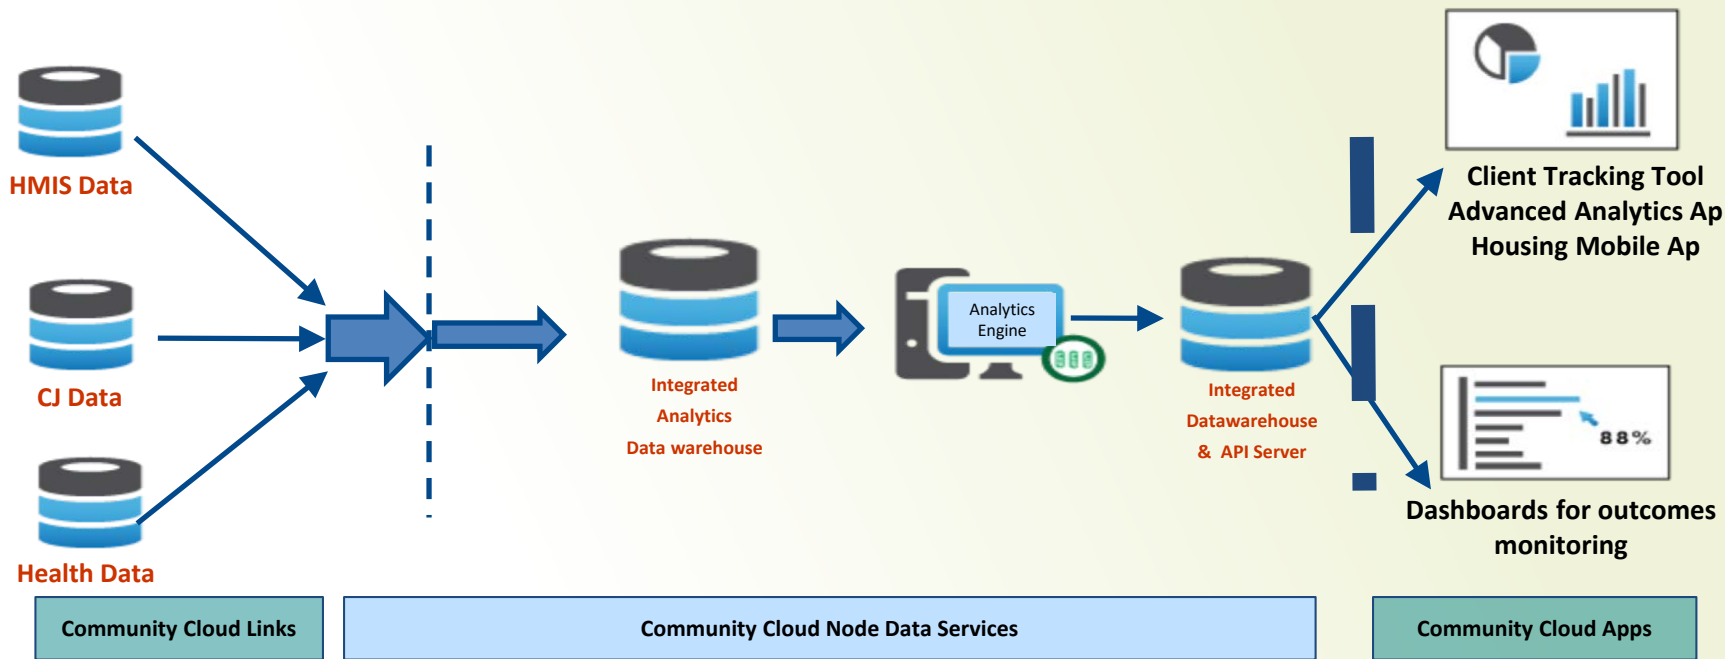 HMIS Data
CJ Data
Health Data
Integrated
Analytics
Data warehouse
Analytics
Engine
Integrated
Datawarehouse
& API Server
Client Tracking Tool
Advanced Analytics Ap
Housing Mobile Ap
88%
Dashboards for outcomes
monitoring
Community Cloud Links
Community Cloud Node Data Services
Community Cloud Apps